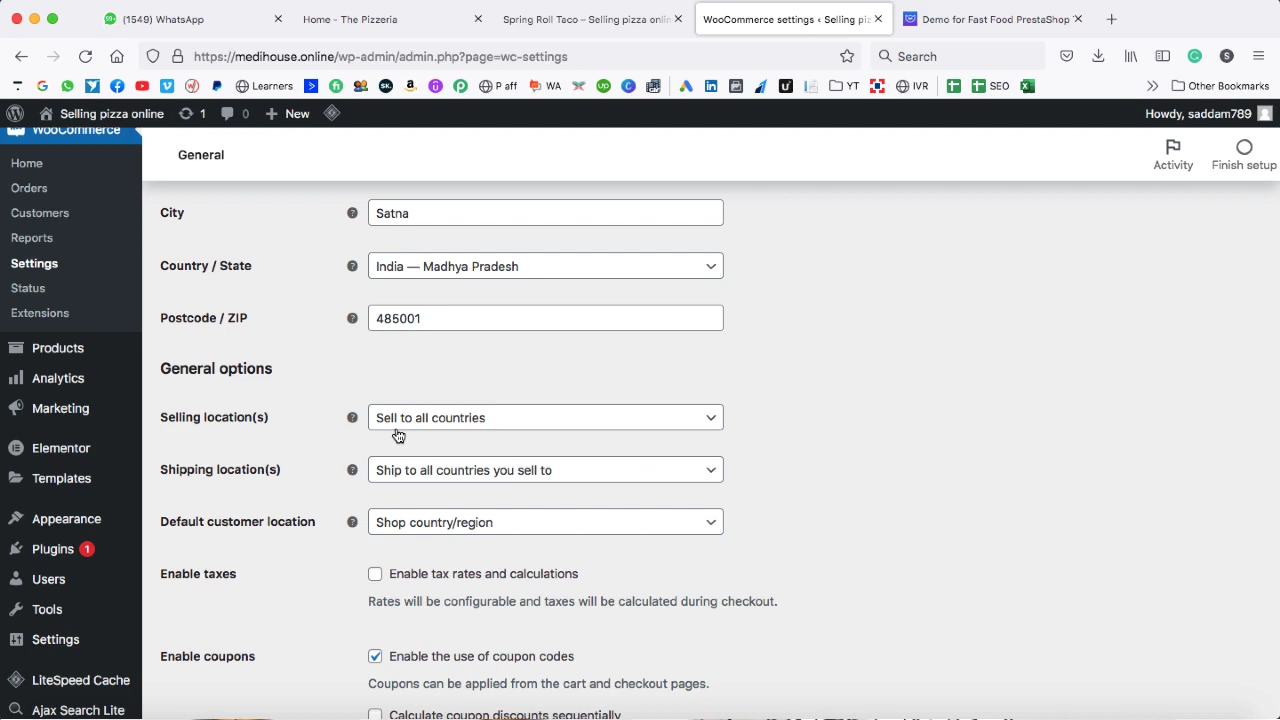 (1549) WhatsApp
Home - The Pizzeria
Spring Roll Taco – Selling pizza onlin
WooCommerce settings ‹ Selling piz
Demo for Fast Food PrestaShop
https://medihouse.online/wp-admin/admin.php?page=wc-settings
Search
Learners
P aff
WA
YT
IVR
SEO
Other Bookmarks
Selling pizza online
1
0
New
Howdy, saddam789
WooCommerce
General
Activity
Finish setup
Home
Orders
Customers
Reports
Settings
Status
Extensions
Products
Analytics
Marketing
Elementor
Templates
Appearance
Plugins 1
Users
Tools
Settings
LiteSpeed Cache
Ajax Search Lite
City
Satna
Country / State
India — Madhya Pradesh
Postcode / ZIP
485001
General options
Selling location(s)
Sell to all countries
Shipping location(s)
Ship to all countries you sell to
Default customer location
Shop country/region
Enable taxes
Enable tax rates and calculations
Rates will be configurable and taxes will be calculated during checkout.
Enable coupons
Enable the use of coupon codes
Coupons can be applied from the cart and checkout pages.
Calculate coupon discounts sequentially